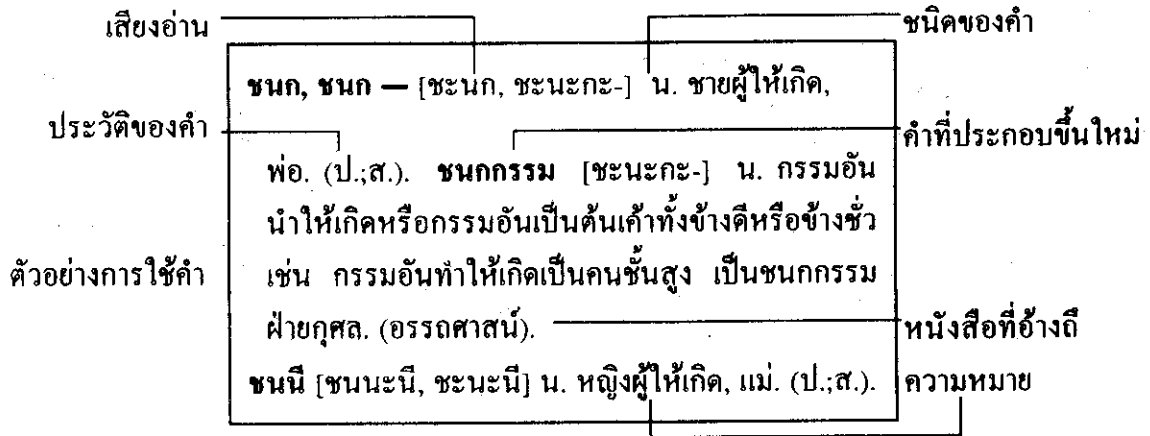 เสียงอ่าน ชนิดของคำ
ชนก, ชนก — [ชะนก, ชะนะกะ-] น. ชายผู้ให้เกิด,
ประวัติของคำ คำที่ประกอบขึ้นใหม่
พ่อ. (ป.;ส.). ชนกกรรม [ชะนะกะ-] น. กรรมอัน
นำให้เกิดหรือกรรมอันเป็นต้นเค้าทั้งข้างดีหรือข้างชั่ว
ตัวอย่างการใช้คำ เช่น กรรมอันทำให้เกิดเป็นคนชั้นสูง เป็นชนกกรรม
ฝ่ายกุศล. (อรรถศาสน์). หนังสือที่อ้างถึ
ชนนี [ชนนะนี, ชะนะนี] น. หญิงผู้ให้เกิด, แม่. (ป.;ส.). ความหมาย